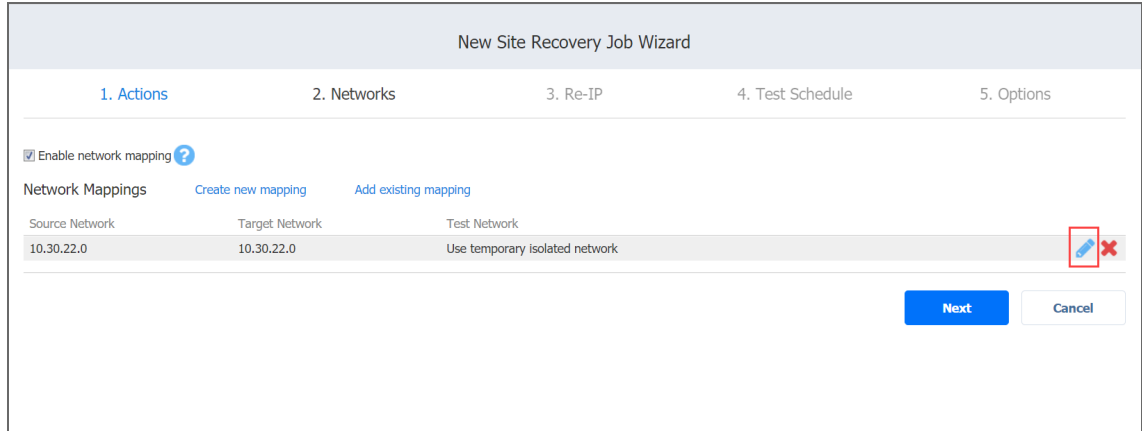 New Site Recovery Job Wizard
1. Actions 2. Networks 3. Re-IP 4. Test Schedule 5. Options
Enable network mapping ?
Network Mappings Create new mapping Add existing mapping
Source Network Target Network Test Network
10.30.22.0 10.30.22.0 Use temporary isolated network
Next Cancel